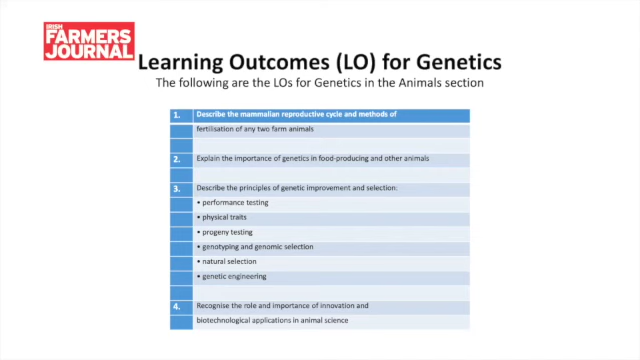 IRISH
FARMERS
JOURNAL
Learning Outcomes (LO) for Genetics
The following are the LOs for Genetics in the Animals section
1. Describe the mammalian reproductive cycle and methods of
fertilisation of any two farm animals
2. Explain the importance of genetics in food-producing and other animals
3. Describe the principles of genetic improvement and selection:
• performance testing
• physical traits
• progeny testing
• genotyping and genomic selection
• natural selection
• genetic engineering
4. Recognise the role and importance of innovation and
biotechnological applications in animal science